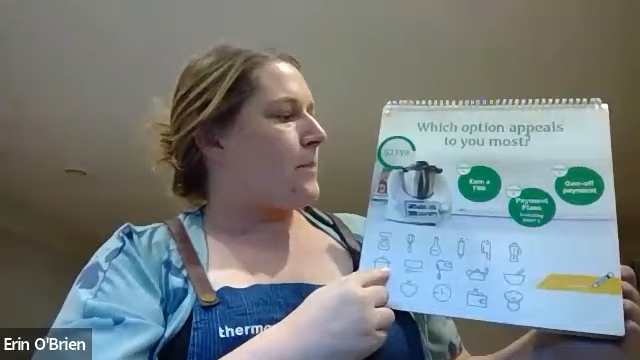 Which option appeals
to you most?
Earn a
TM6
One-off
payment
Payment
Plans
thermo
Erin O'Brien